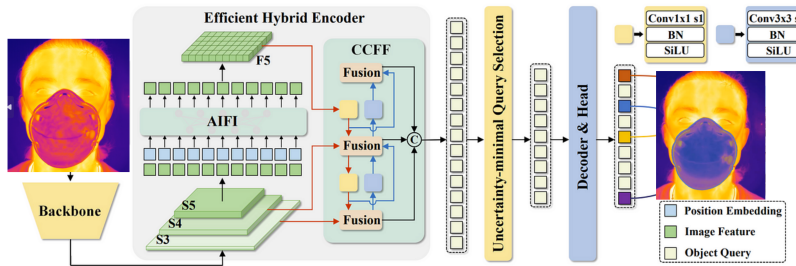 Efficient Hybrid Encoder
F5
CCFF
Fusion
AIFI
Fusion
C
Fusion
S5
S4
S3
Backbone
Uncertainty-minimal Query Selection
Decoder & Head
Conv1x1 s1
BN
SiLU
Conv3x3 s
BN
SiLU
Position Embedding
Image Feature
Object Query